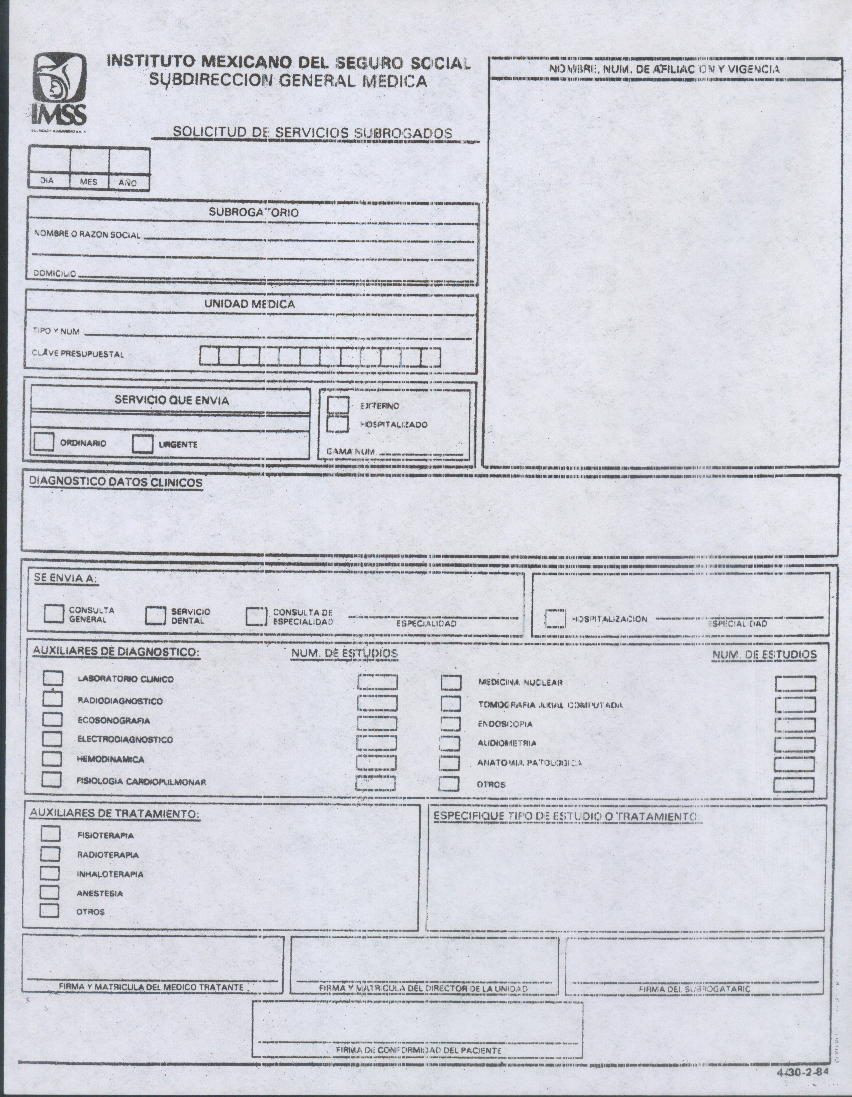 INSTITUTO MEXICANO DEL SEGURO SOCIAL
SUBDIRECCION GENERAL MEDICA
IMSS
SOLICITUD DE SERVICIOS SUBROGADOS
NOMBRE, NUM. DE AFILIACION Y VIGENCIA
DIA MES AÑO
SUBROGATORIO
NOMBRE O RAZON SOCIAL
DOMICILIO
UNIDAD MEDICA
TIPO Y NUM
CLAVE PRESUPUESTAL
SERVICIO QUE ENVIA
ORDINARIO URGENTE
EXTERNO
HOSPITALIZADO
CAMA NUM.
DIAGNOSTICO DATOS CLINICOS
SE ENVIA A:
CONSULTA GENERAL
SERVICIO DENTAL
CONSULTA DE ESPECIALIDAD
ESPECIALIDAD
HOSPITALIZACION
ESPECIALIDAD
AUXILIARES DE DIAGNOSTICO: NUM. DE ESTUDIOS NUM. DE ESTUDIOS
LABORATORIO CLINICO MEDICINA NUCLEAR
RADIODIAGNOSTICO TOMOGRAFIA AXIAL COMPUTADA
ECOSONOGRAFIA ENDOSCOPIA
ELECTRODIAGNOSTICO AUDIOMETRIA
HEMODINAMICA ANATOMIA PATOLOGICA
FISIOLOGIA CARDIOPULMONAR OTROS
AUXILIARES DE TRATAMIENTO:
FISIOTERAPIA
RADIOTERAPIA
INHALOTERAPIA
ANESTESIA
OTROS
ESPECIFIQUE TIPO DE ESTUDIO O TRATAMIENTO:
FIRMA Y MATRICULA DEL MEDICO TRATANTE
FIRMA Y MATRICULA DEL DIRECTOR DE LA UNIDAD
FIRMA DEL SUBROGATARIO
FIRMA DE CONFORMIDAD DEL PACIENTE
4-30-2-84